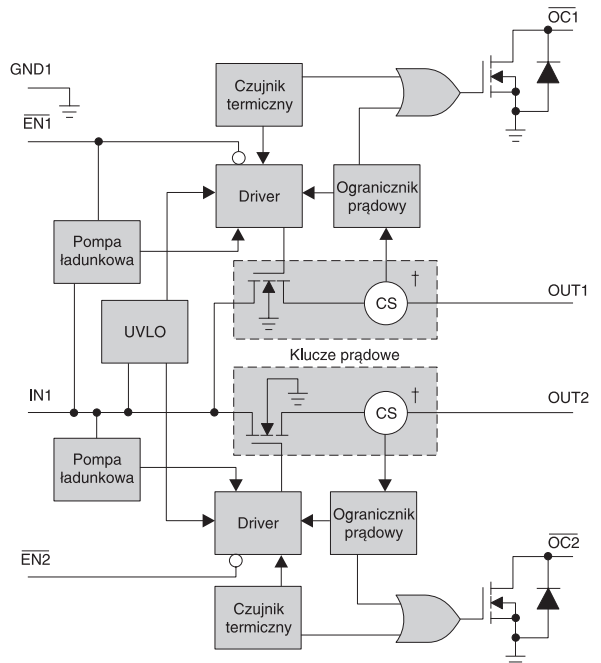 OC1
GND1
EN1
Czujnik
termiczny
Driver
Ogranicznik
prądowy
Pompa
ładunkowa
†
CS
OUT1
UVLO
Klucze prądowe
IN1
†
CS
OUT2
Pompa
ładunkowa
Driver
Ogranicznik
prądowy
EN2
OC2
Czujnik
termiczny